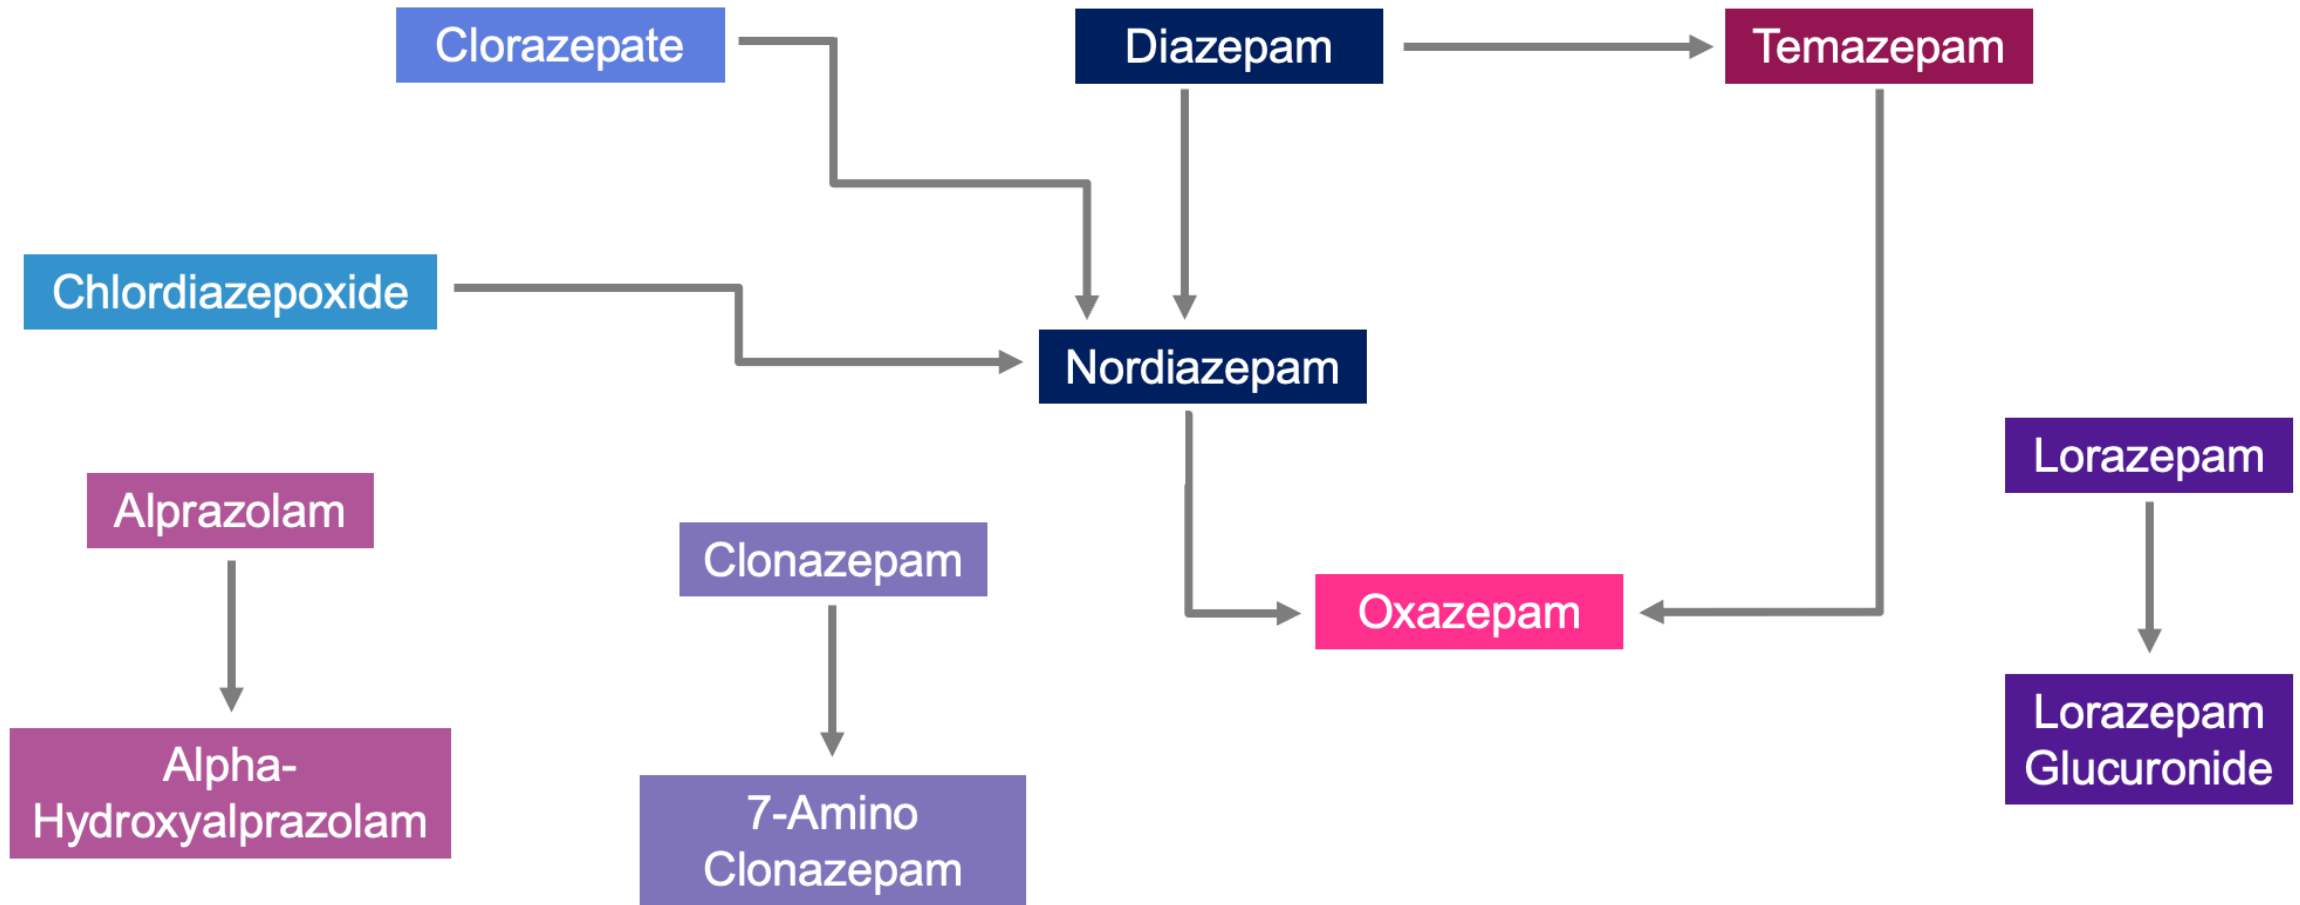 Clorazepate
Diazepam
Temazepam
Chlordiazepoxide
Nordiazepam
Lorazepam
Alprazolam
Clonazepam
Oxazepam
Lorazepam
Glucuronide
Alpha-
Hydroxyalprazolam
7-Amino
Clonazepam